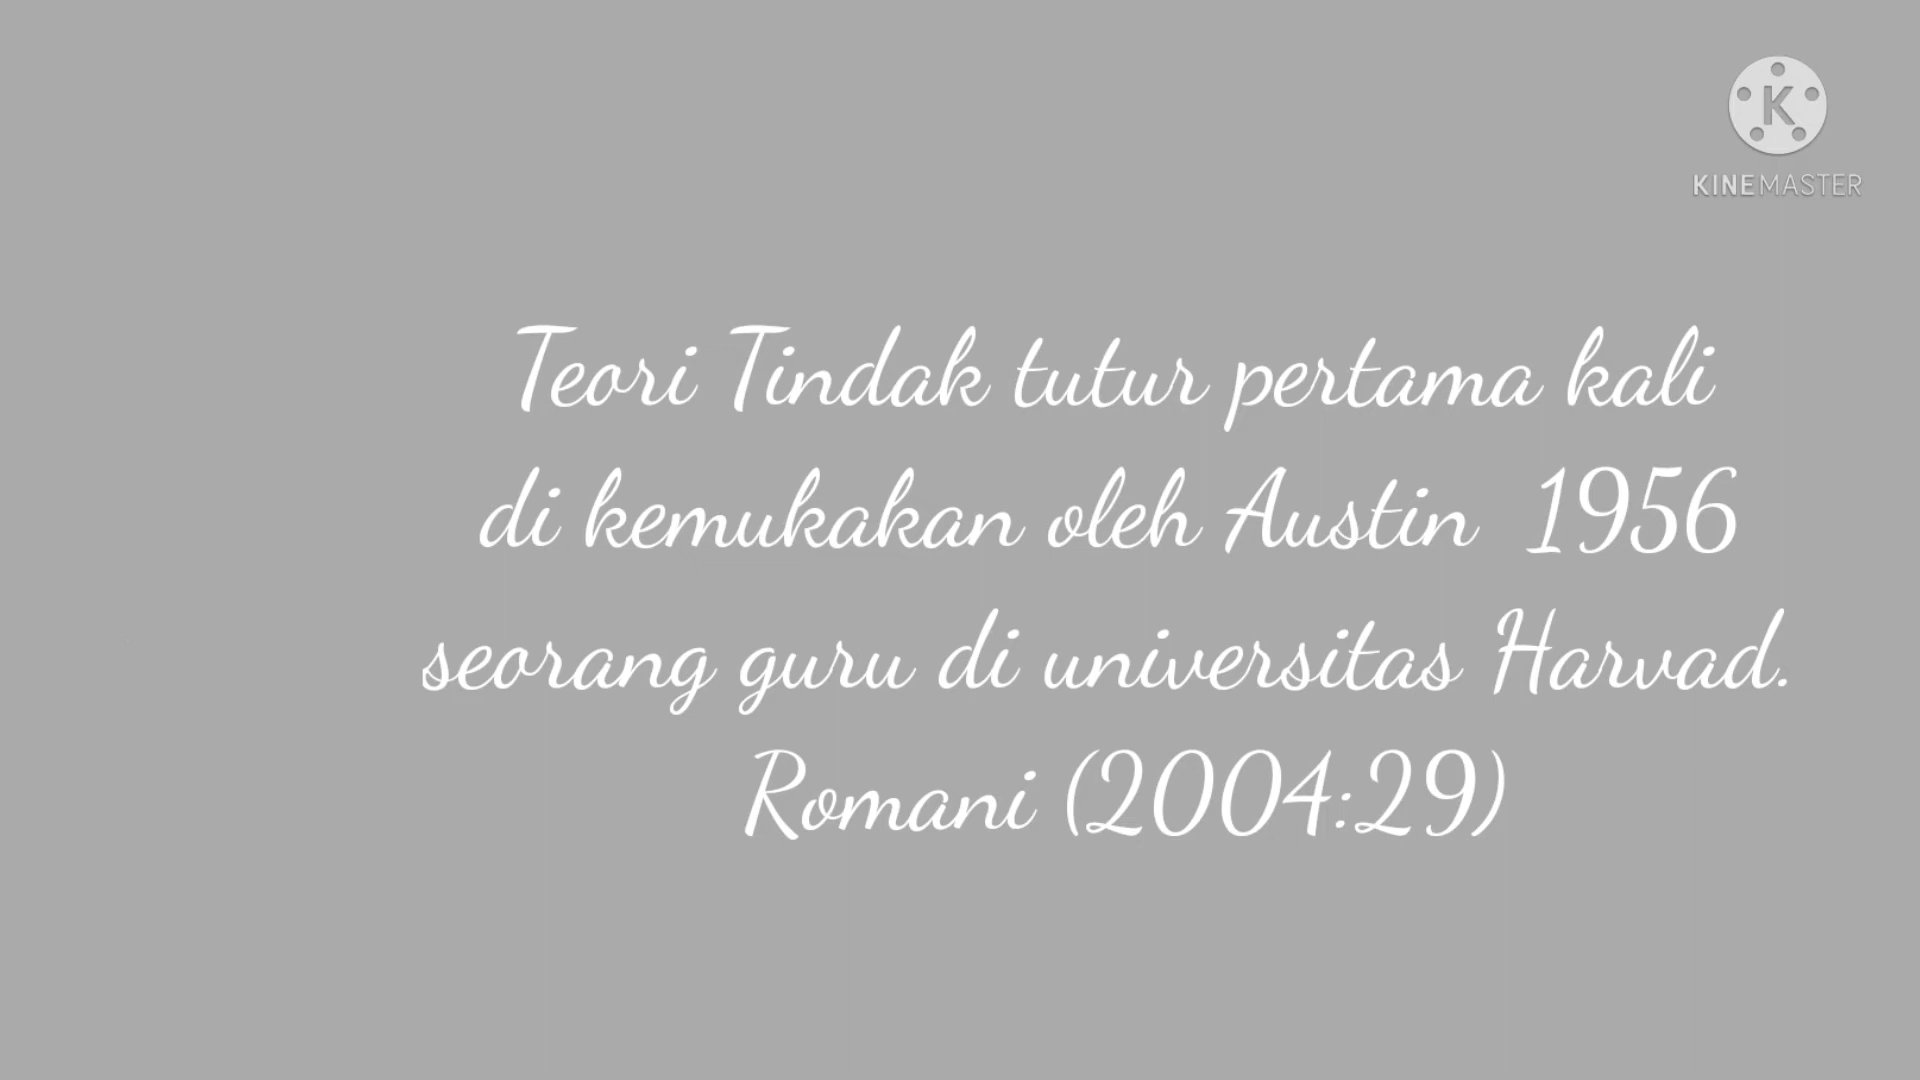 K
KINEMASTER
Teori Tindak tutur pertama kali
di kemukakan oleh Austin 1956
seorang guru di universitas Harvad.
Romani (2004:29)